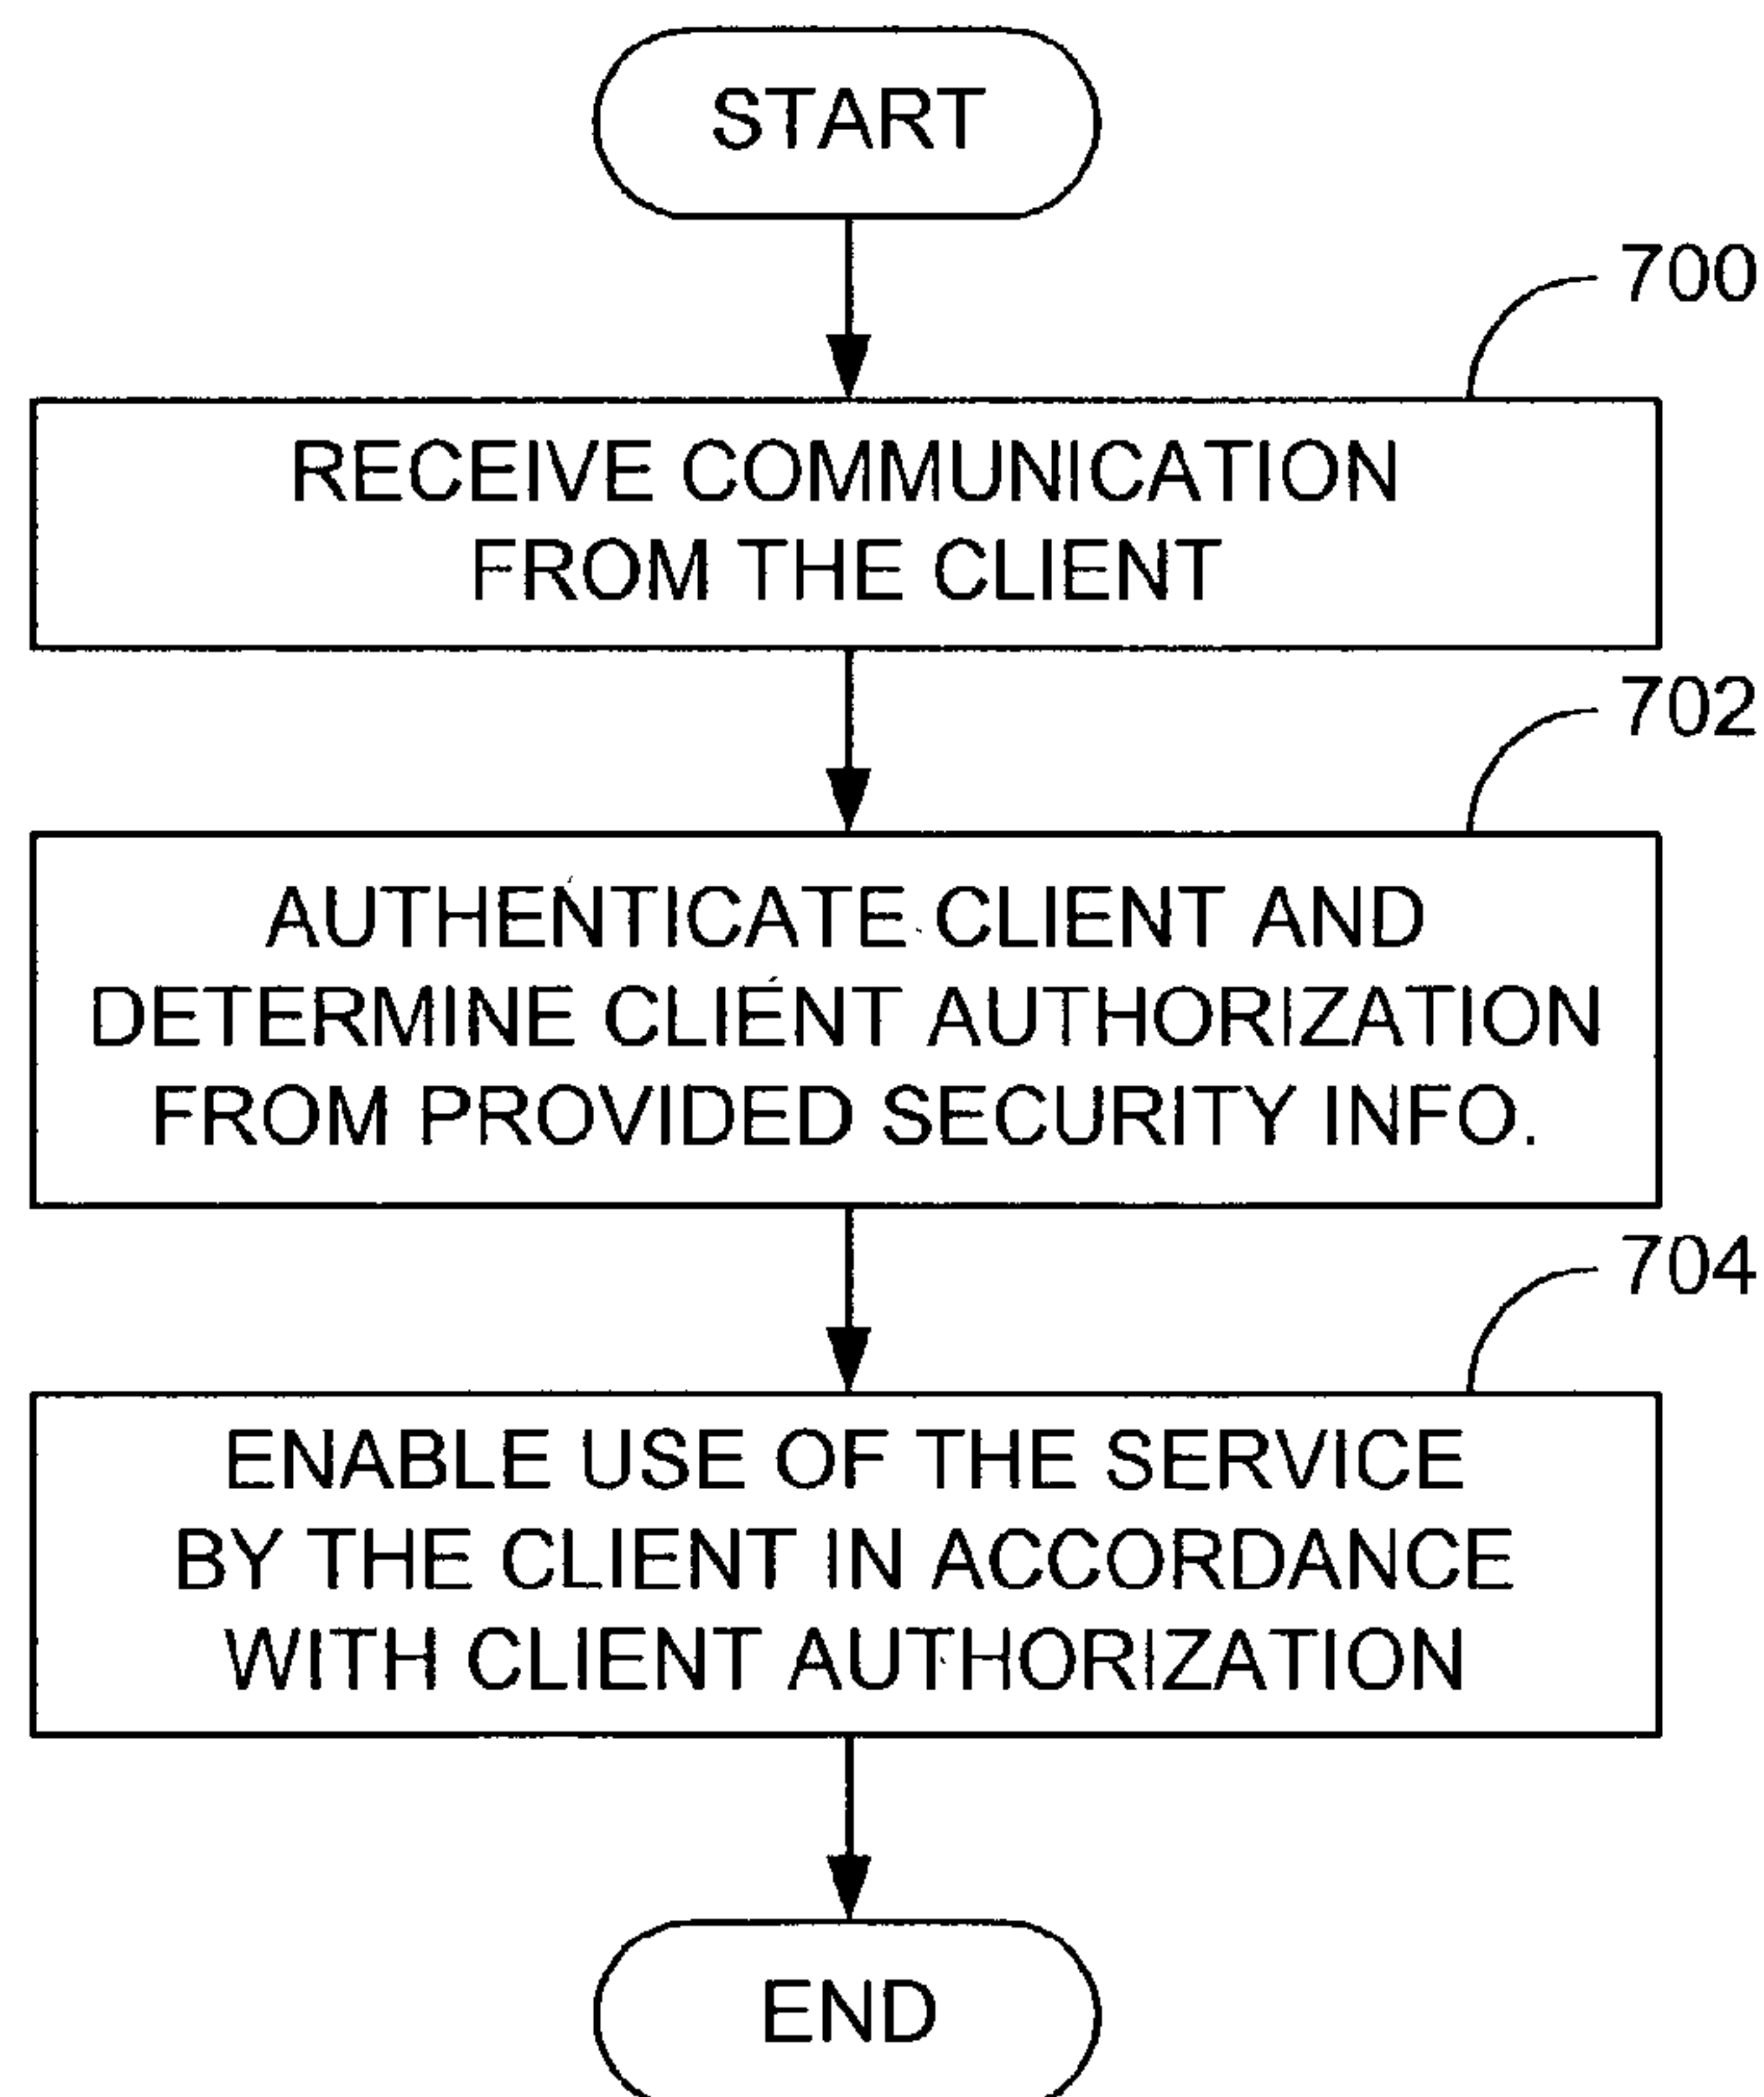 START
700
RECEIVE COMMUNICATION
FROM THE CLIENT
702
AUTHENTICATE CLIENT AND
DETERMINE CLIENT AUTHORIZATION
FROM PROVIDED SECURITY INFO.
704
ENABLE USE OF THE SERVICE
BY THE CLIENT IN ACCORDANCE
WITH CLIENT AUTHORIZATION
END